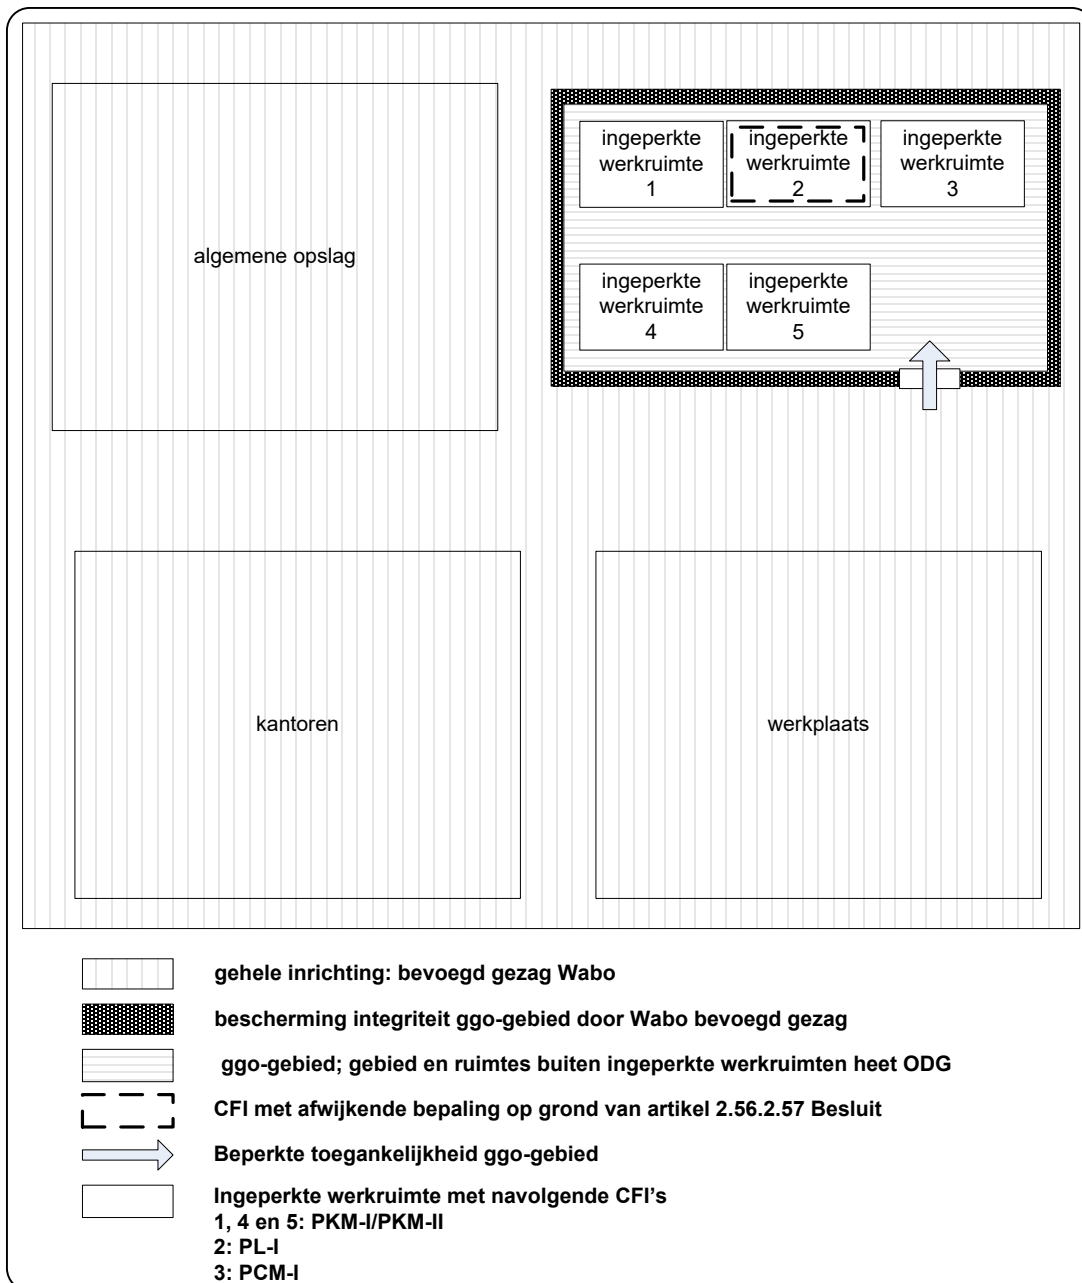 algemene opslag
ingeperkte
werkruimte
1
ingeperkte
werkruimte
2
ingeperkte
werkruimte
3
ingeperkte
werkruimte
4
ingeperkte
werkruimte
5
kantoren
werkplaats
gehele inrichting: bevoegd gezag Wabo
bescherming integriteit ggo-gebied door Wabo bevoegd gezag
ggo-gebied; gebied en ruimtes buiten ingeperkte werkruimten heet ODG
CFI met afwijkende bepaling op grond van artikel 2.56.2.57 Besluit
Beperkte toegankelijkheid ggo-gebied
Ingeperkte werkruimte met navolgende CFI's
1, 4 en 5: PKM-I/PKM-II
2: PL-I
3: PCM-I